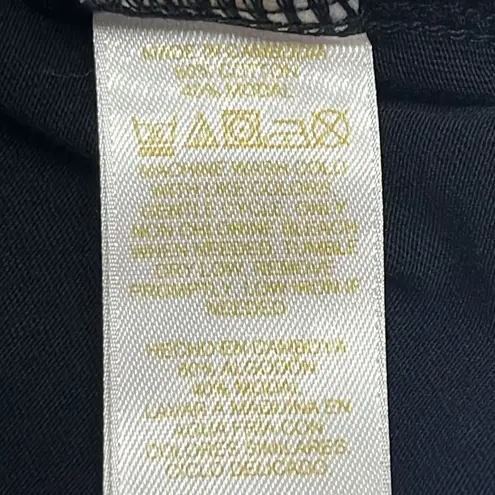 MADE IN CAMBODIA
60% COTTON
40% MODAL
MACHINE WASH COLD
WITH LIKE COLORS,
GENTLE CYCLE, ONLY
NON CHLORINE, BLEACH
WHEN NEEDED, TUMBLE
DRY LOW, REMOVE
PROMPTLY, LOW IRON IF
NEEDED
HECHO EN CAMBOYA
60% ALGODON
40% MODAL
LAVAR A MAQUINA EN
AGUA FRIA CON
COLORES SIMILARES
CICLO DELICADO